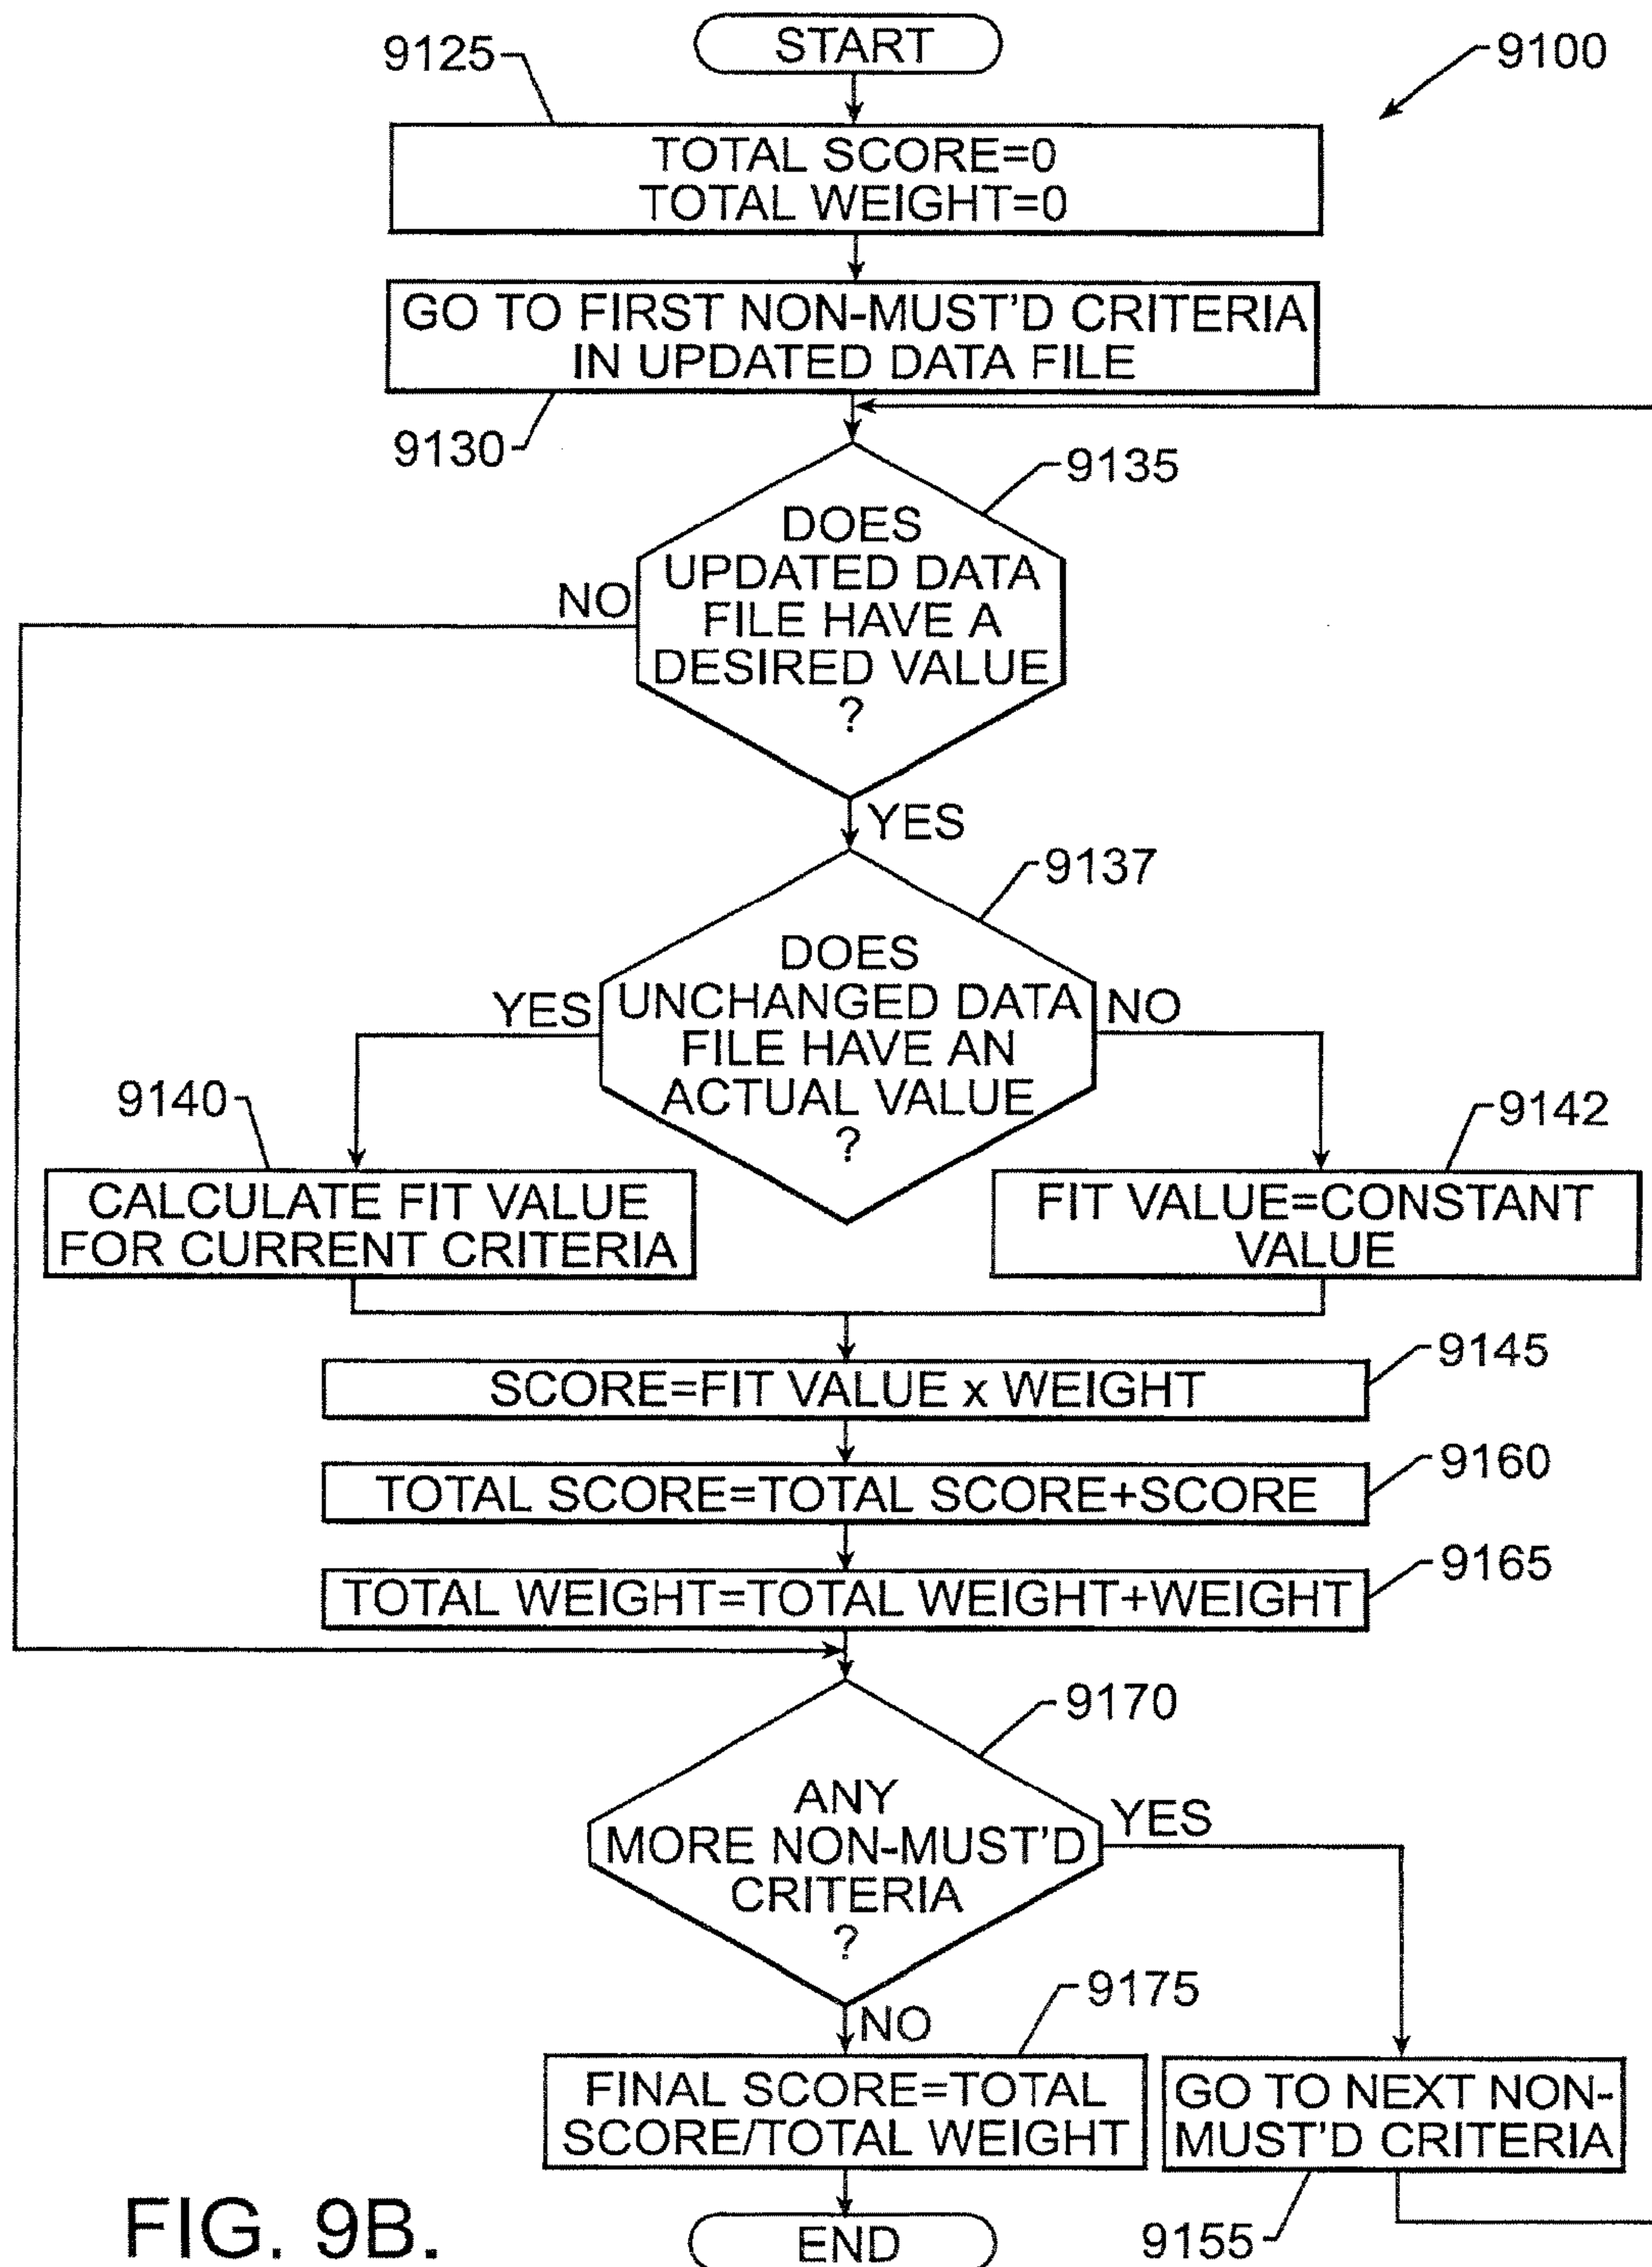 START
9125
9100
TOTAL SCORE=0
TOTAL WEIGHT=0
GO TO FIRST NON-MUST'D CRITERIA
IN UPDATED DATA FILE
9130
9135
DOES
UPDATED DATA
FILE HAVE A
DESIRED VALUE
?
NO
YES
9137
DOES
UNCHANGED DATA
FILE HAVE AN
ACTUAL VALUE
?
YES
NO
9140
9142
CALCULATE FIT VALUE
FOR CURRENT CRITERIA
FIT VALUE=CONSTANT
VALUE
9145
SCORE=FIT VALUE x WEIGHT
9160
TOTAL SCORE=TOTAL SCORE+SCORE
9165
TOTAL WEIGHT=TOTAL WEIGHT+WEIGHT
9170
ANY
MORE NON-MUST'D
CRITERIA
?
YES
NO
9175
FINAL SCORE=TOTAL
SCORE/TOTAL WEIGHT
GO TO NEXT NON-
MUST'D CRITERIA
9155
END
FIG. 9B.